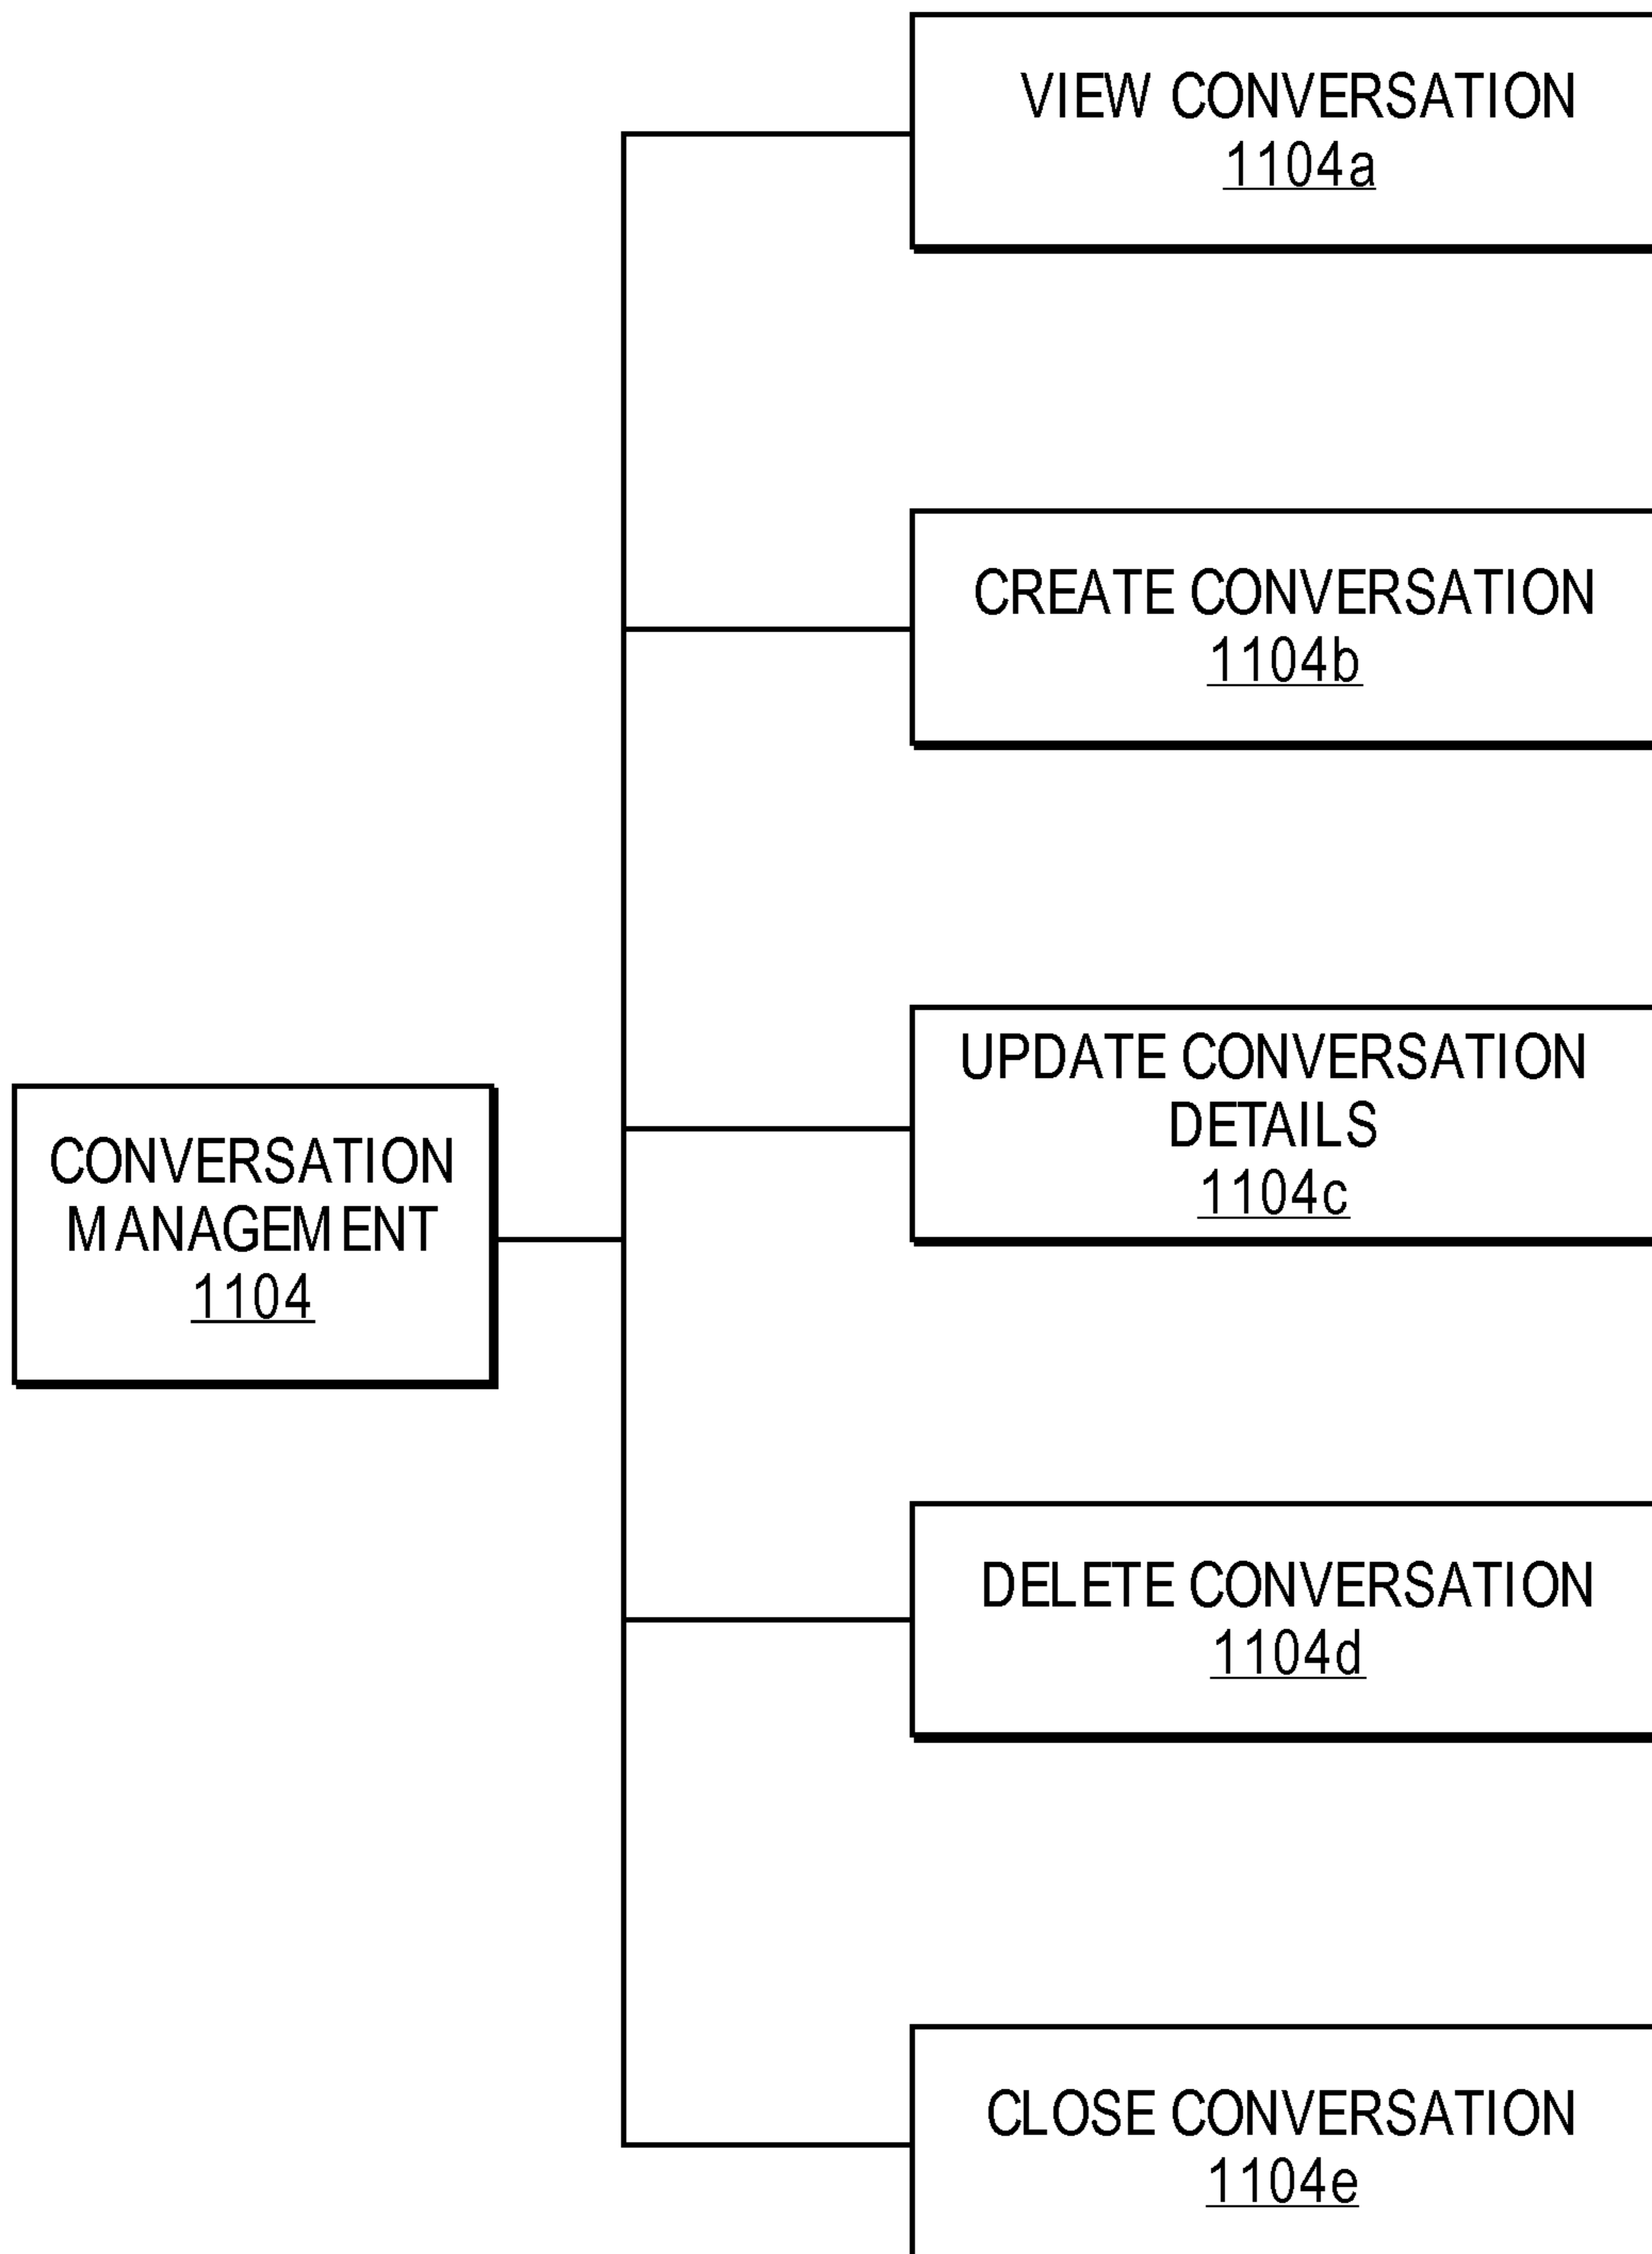 VIEW CONVERSATION
1104a
CREATE CONVERSATION
1104b
UPDATE CONVERSATION
DETAILS
1104c
CONVERSATION
MANAGEMENT
1104
DELETE CONVERSATION
1104d
CLOSE CONVERSATION
1104e